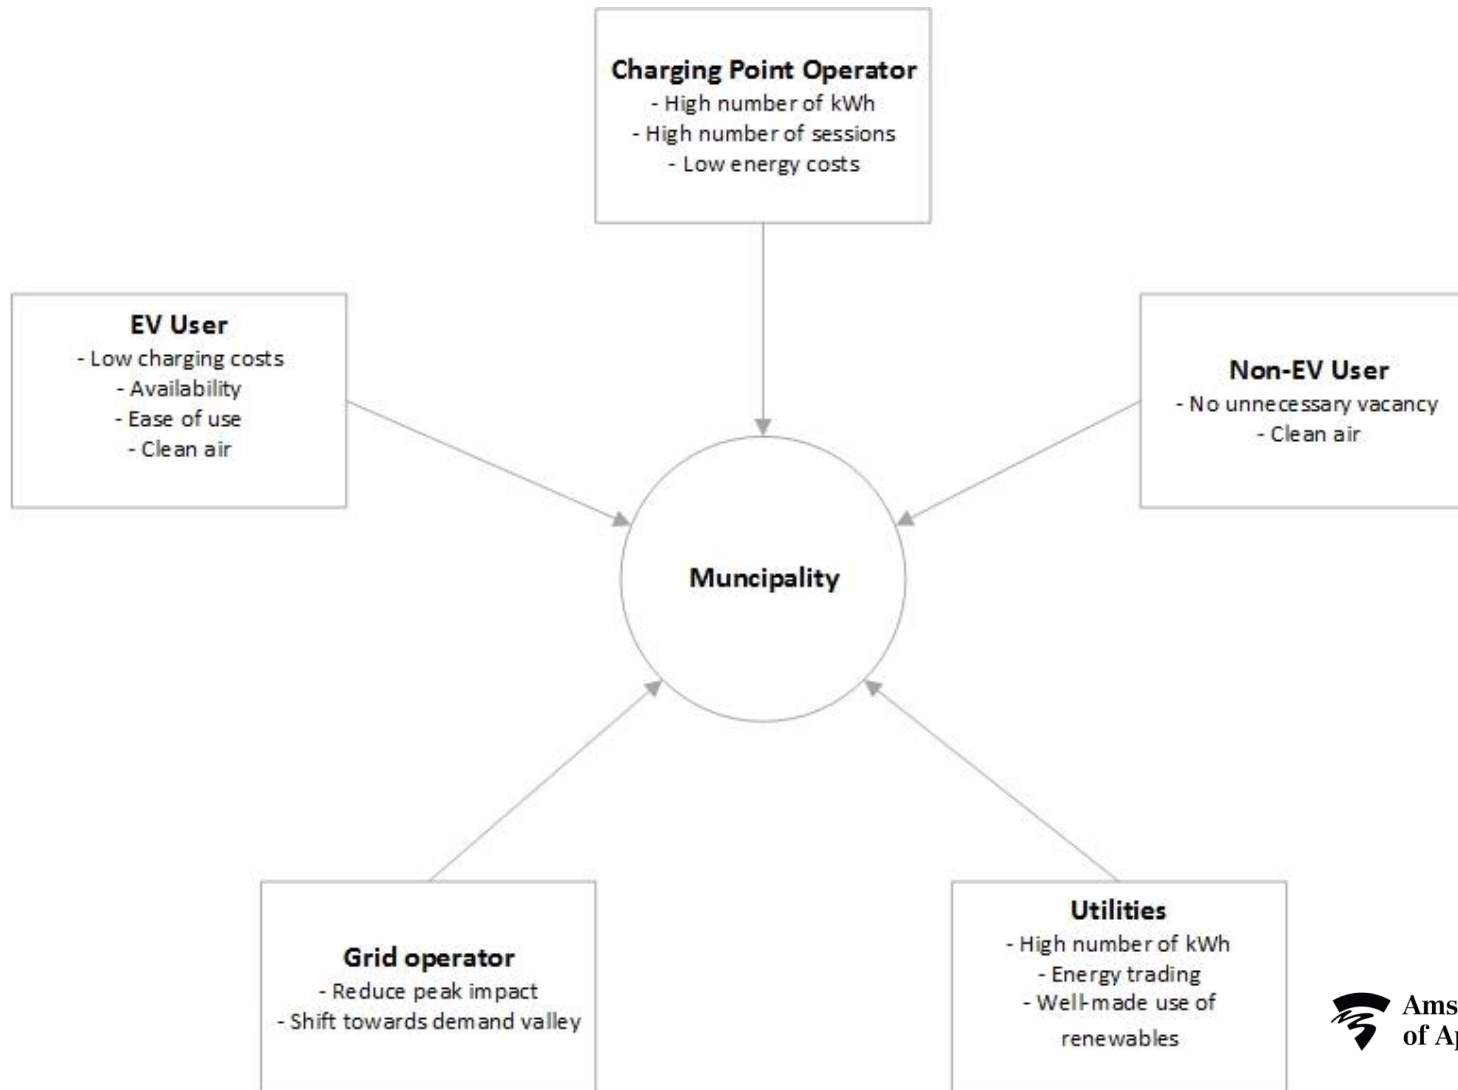 Charging Point Operator
- High number of kWh
- High number of sessions
- Low energy costs
EV User
- Low charging costs
- Availability
- Ease of use
- Clean air
Non-EV User
- No unnecessary vacancy
- Clean air
Muncipality
Grid operator
- Reduce peak impact
- Shift towards demand valley
Utilities
- High number of kWh
- Energy trading
- Well-made use of
renewables
Ams
of Ap